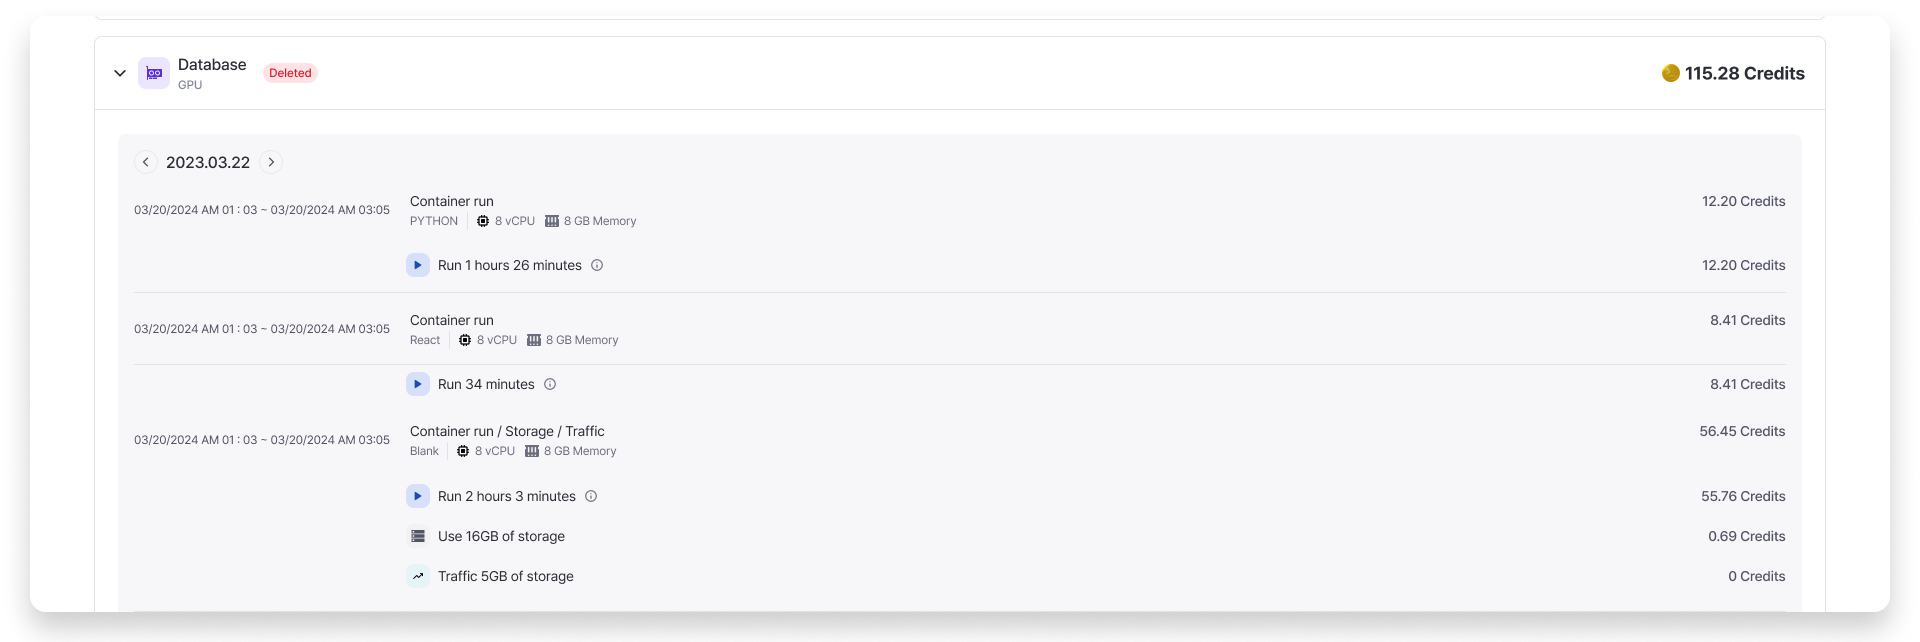 Database
GPU
Deleted
115.28 Credits
2023.03.22
03/20/2024 AM 01 : 03 ~ 03/20/2024 AM 03:05
Container run
12.20 Credits
PYTHON 8 vCPU 8 GB Memory
Run 1 hours 26 minutes
12.20 Credits
03/20/2024 AM 01 : 03 ~ 03/20/2024 AM 03:05
Container run
8.41 Credits
React 8 vCPU 8 GB Memory
Run 34 minutes
8.41 Credits
03/20/2024 AM 01 : 03 ~ 03/20/2024 AM 03:05
Container run / Storage / Traffic
56.45 Credits
Blank 8 vCPU 8 GB Memory
Run 2 hours 3 minutes
55.76 Credits
Use 16GB of storage
0.69 Credits
Traffic 5GB of storage
0 Credits